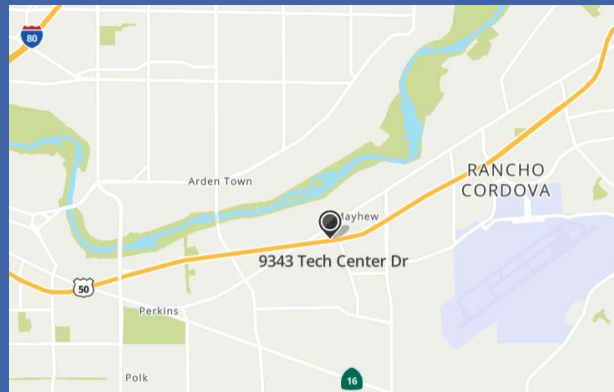 80
Arden Town
RANCHO
CORDOVA
Mayhew
9343 Tech Center Dr
50
Perkins
Polk
16